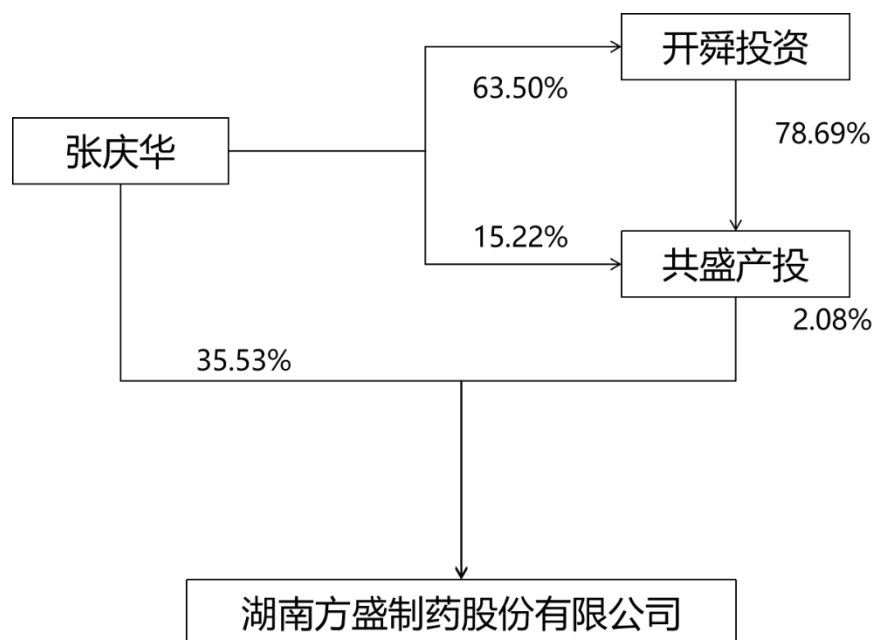 开舜投资
63.50%
78.69%
张庆华
15.22%
共盛产投
2.08%
35.53%
湖南方盛制药股份有限公司